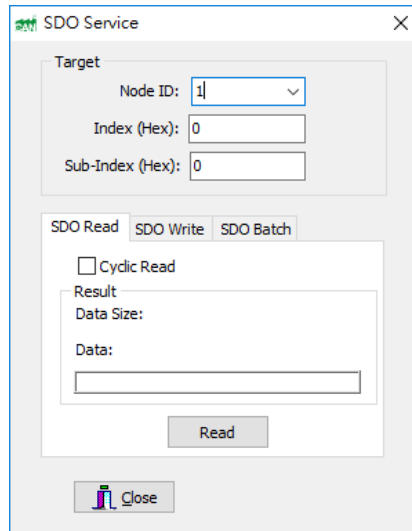 CAN SDO Service
Target
Node ID: 1
Index (Hex): 0
Sub-Index (Hex): 0
SDO Read SDO Write SDO Batch
Cyclic Read
Result
Data Size:
Data:
Read
Close